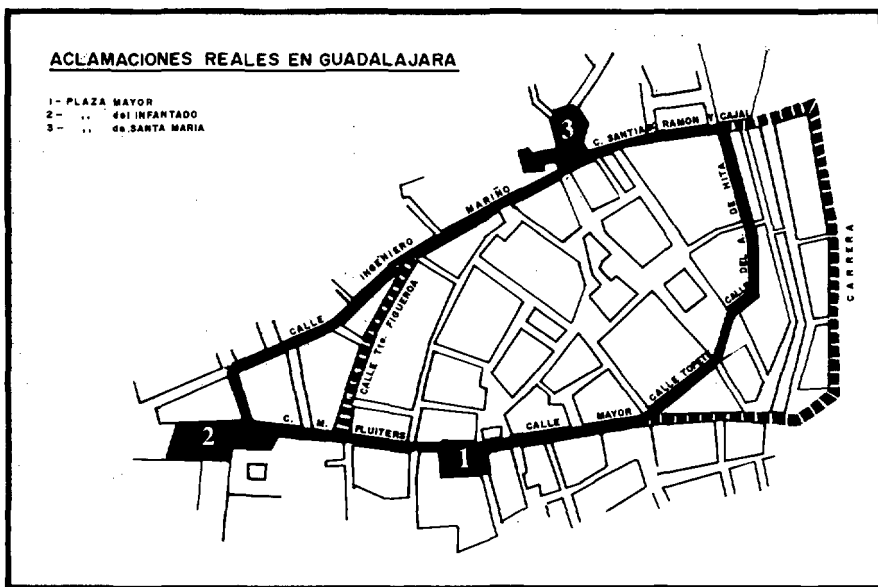 ACLAMACIONES REALES EN GUADALAJARA
1- PLAZA MAYOR
2- ,, del INFANTADO
3- ,, de SANTA MARIA
3
C. SANTIAGO RAMON Y CAJAL
MARIÑO
INGENIERO
CALLE
CALLE Tte. FIGUEROA
CALLE DEL A. DE HITA
CARRERA
CALLE TOPETE
2
C. M. FLUITERS
1
CALLE MAYOR